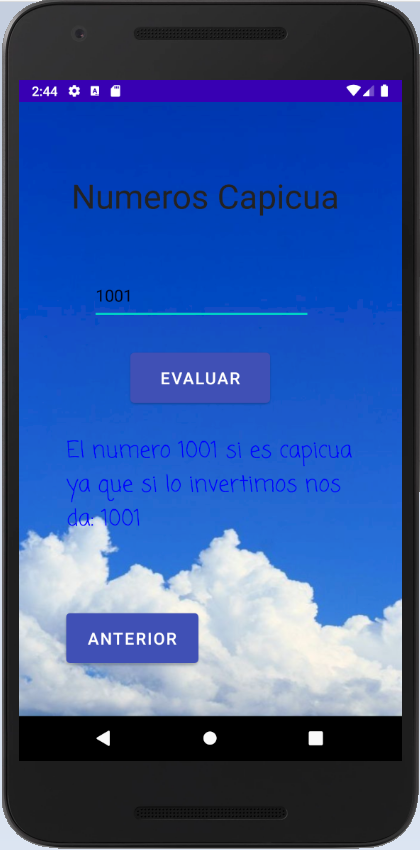 2:44
Numeros Capicua
1001
EVALUAR
El numero 1001 si es capicua
ya que si lo invertimos nos
da: 1001
ANTERIOR